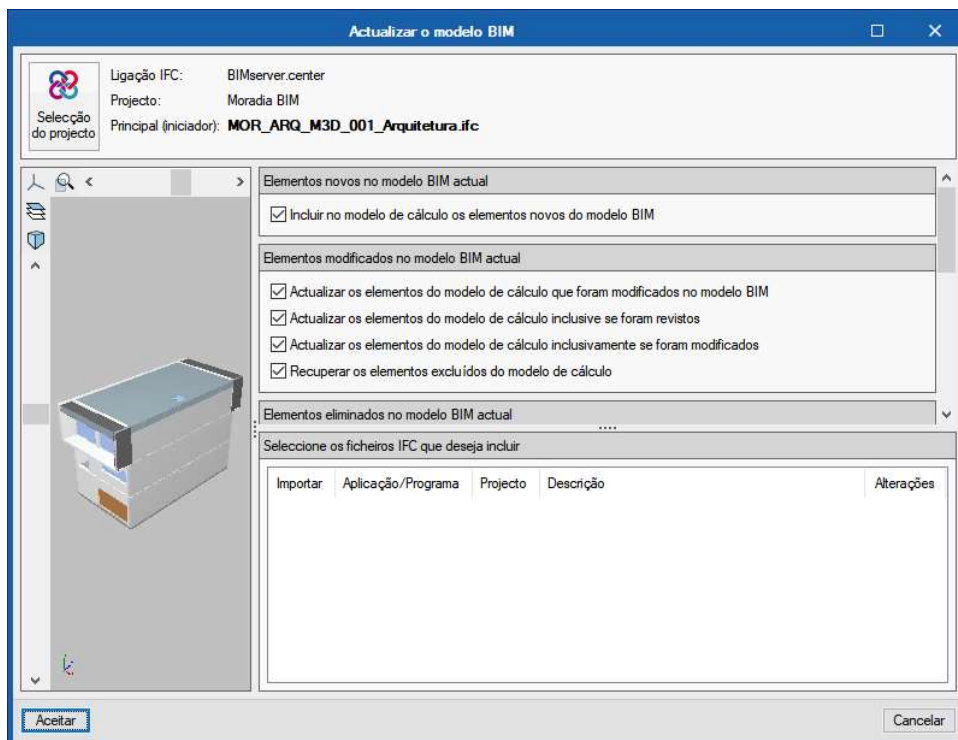 Actualizar o modelo BIM
Selecção
do projecto
Ligação IFC: BIMserver.center
Projecto: Moradia BIM
Principal (iniciador): MOR_ARQ_M3D_001_Arquitetura.ifc
Elementos novos no modelo BIM actual
Incluir no modelo de cálculo os elementos novos do modelo BIM
Elementos modificados no modelo BIM actual
Actualizar os elementos do modelo de cálculo que foram modificados no modelo BIM
Actualizar os elementos do modelo de cálculo inclusive se foram revistos
Actualizar os elementos do modelo de cálculo inclusivamente se foram modificados
Recuperar os elementos excluídos do modelo de cálculo
Elementos eliminados no modelo BIM actual
Seleccione os ficheiros IFC que deseja incluir
Importar Aplicação/Programa Projecto Descrição Alterações
Aceitar Cancelar